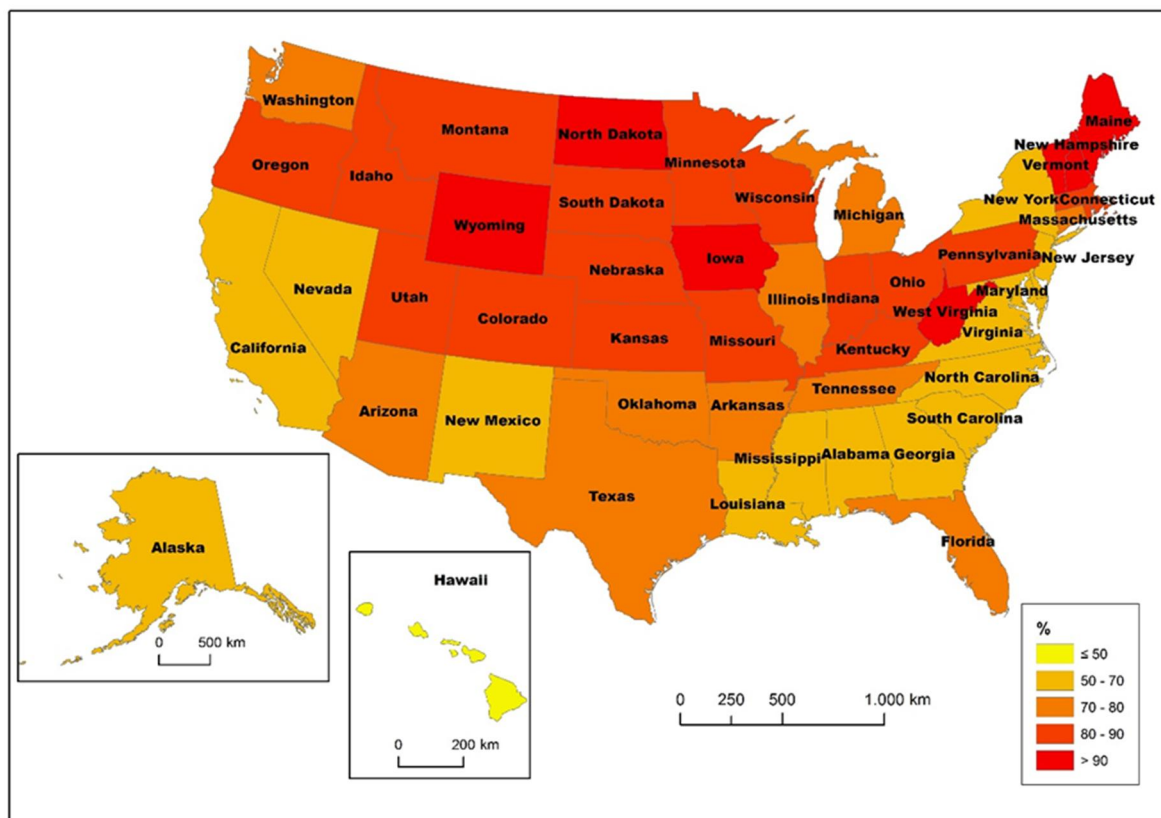 Washington
Montana
North Dakota
Minnesota
Maine
New Hampshire
Vermont
Oregon
Idaho
Wyoming
South Dakota
Wisconsin
Michigan
New York
Connecticut
Massachusetts
Nebraska
Iowa
Pennsylvania
New Jersey
Nevada
Utah
Colorado
Kansas
Missouri
Illinois
Indiana
Ohio
West Virginia
Maryland
Virginia
California
Kentucky
Arizona
New Mexico
Oklahoma
Arkansas
Tennessee
North Carolina
South Carolina
Texas
Louisiana
Mississippi
Alabama
Georgia
Florida
Alaska
0 500 km
Hawaii
0 200 km
0 250 500 1.000 km
%
≤ 50
50 - 70
70 - 80
80 - 90
> 90